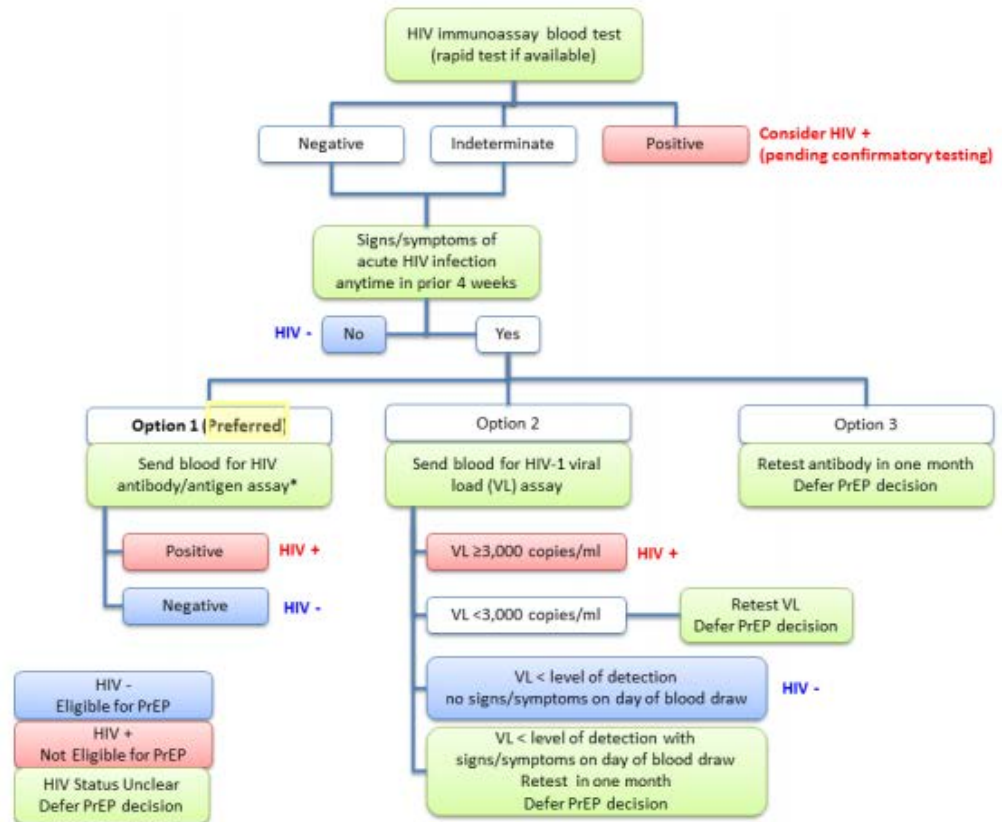 HIV immunoassay blood test
(rapid test if available)
Negative
Indeterminate
Positive
Consider HIV +
(pending confirmatory testing)
Signs/symptoms of
acute HIV infection
anytime in prior 4 weeks
HIV -
No
Yes
Option 1 (Preferred)
Send blood for HIV
antibody/antigen assay*
Positive
HIV +
Negative
HIV -
Option 2
Send blood for HIV-1 viral
load (VL) assay
VL ≥3,000 copies/ml
HIV +
VL <3,000 copies/ml
Retest VL
Defer PrEP decision
VL < level of detection
no signs/symptoms on day of blood draw
HIV -
VL < level of detection with
signs/symptoms on day of blood draw
Retest in one month
Defer PrEP decision
Option 3
Retest antibody in one month
Defer PrEP decision
HIV -
Eligible for PrEP
HIV +
Not Eligible for PrEP
HIV Status Unclear
Defer PrEP decision